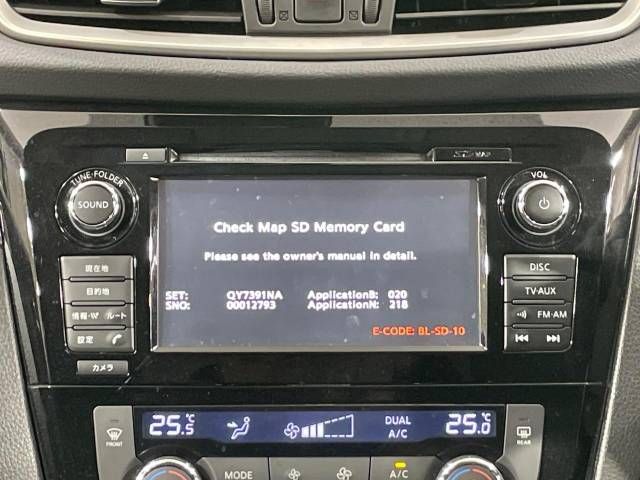 SD MAP
TUNE·FOLDER
VOL
SOUND
Check Map SD Memory Card
Please see the owner's manual in detail.
SET: QY7391NA ApplicationB: 020
SNO: 00012793 ApplicationN: 218
E-CODE: BL-SD-10
現在地
目的地
情報·VV ルート
設定
カメラ
DISC
TV·AUX
FM·AM
25.5°C
DUAL
A/C
25.0°C
FRONT
REAR
MODE
A/C